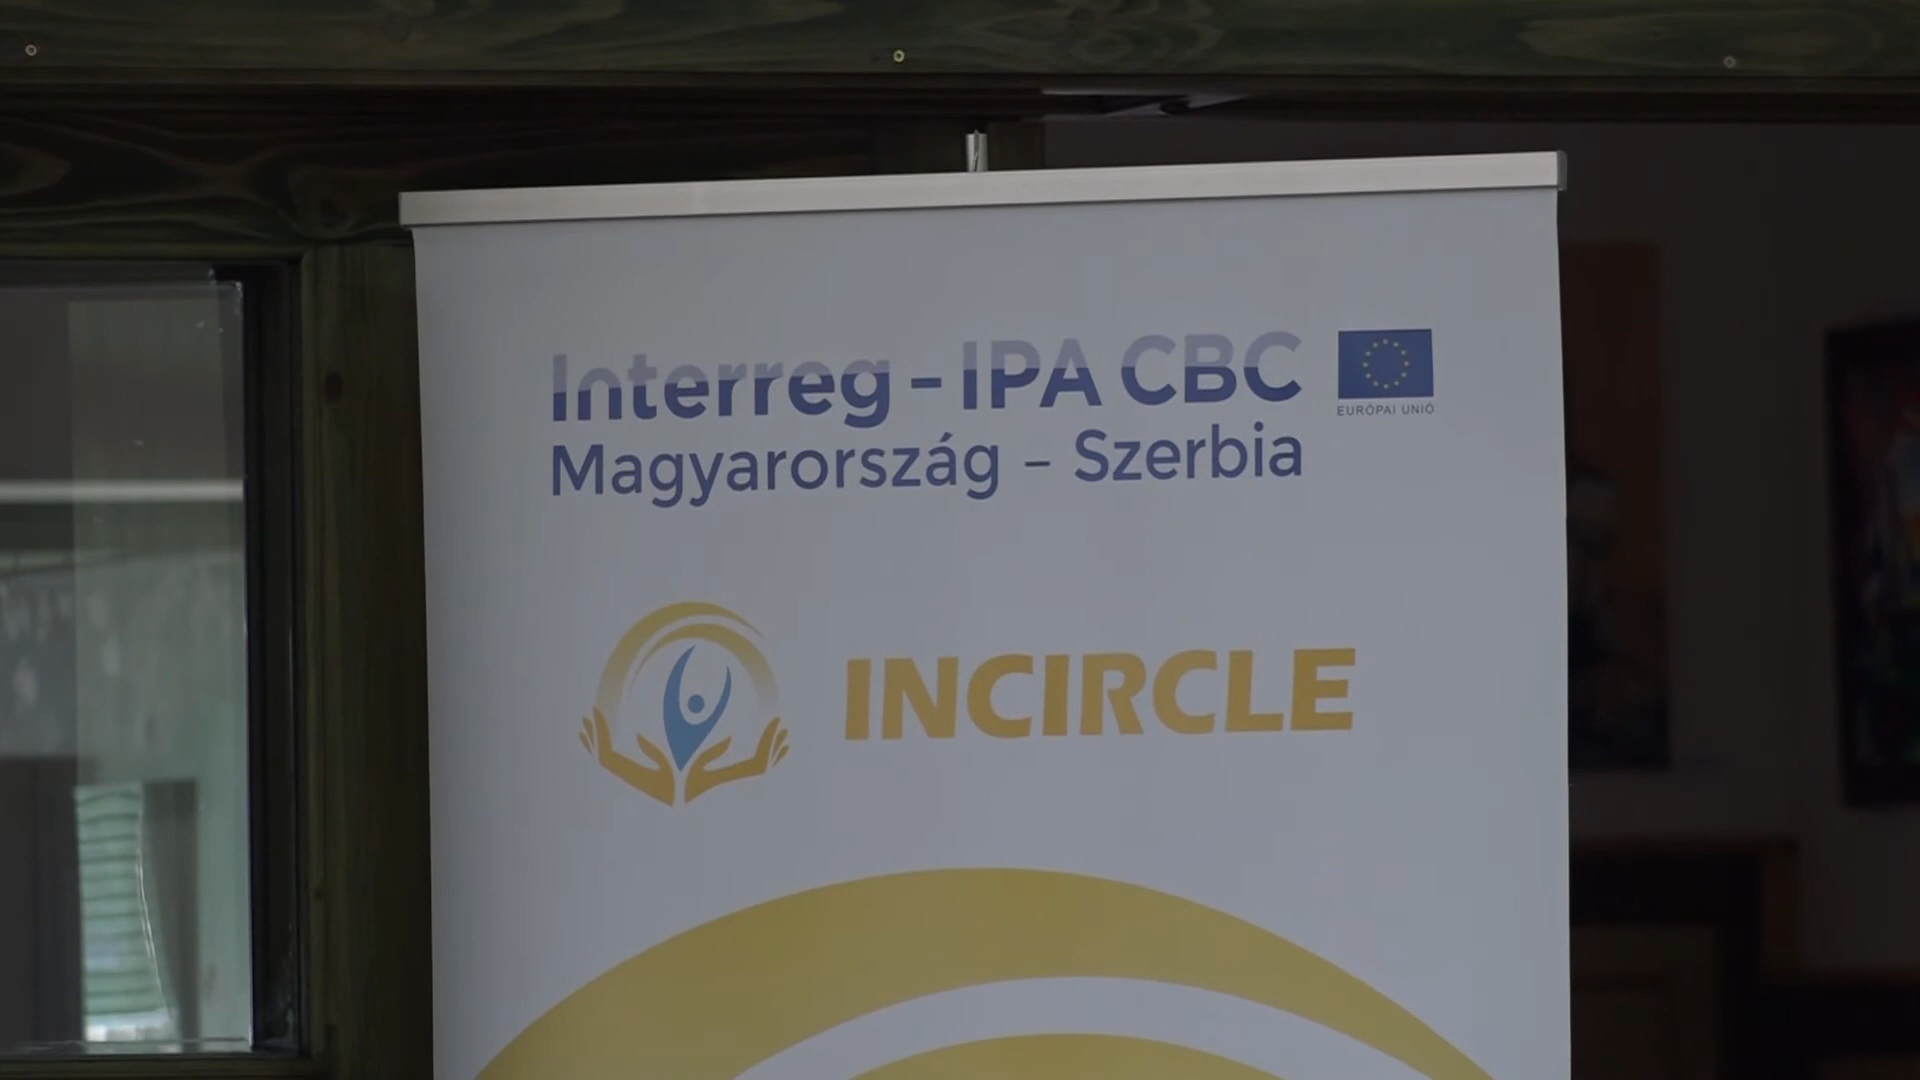 Interreg - IPA CBC
EURÓPAI UNIÓ
Magyarország - Szerbia
INCIRCLE